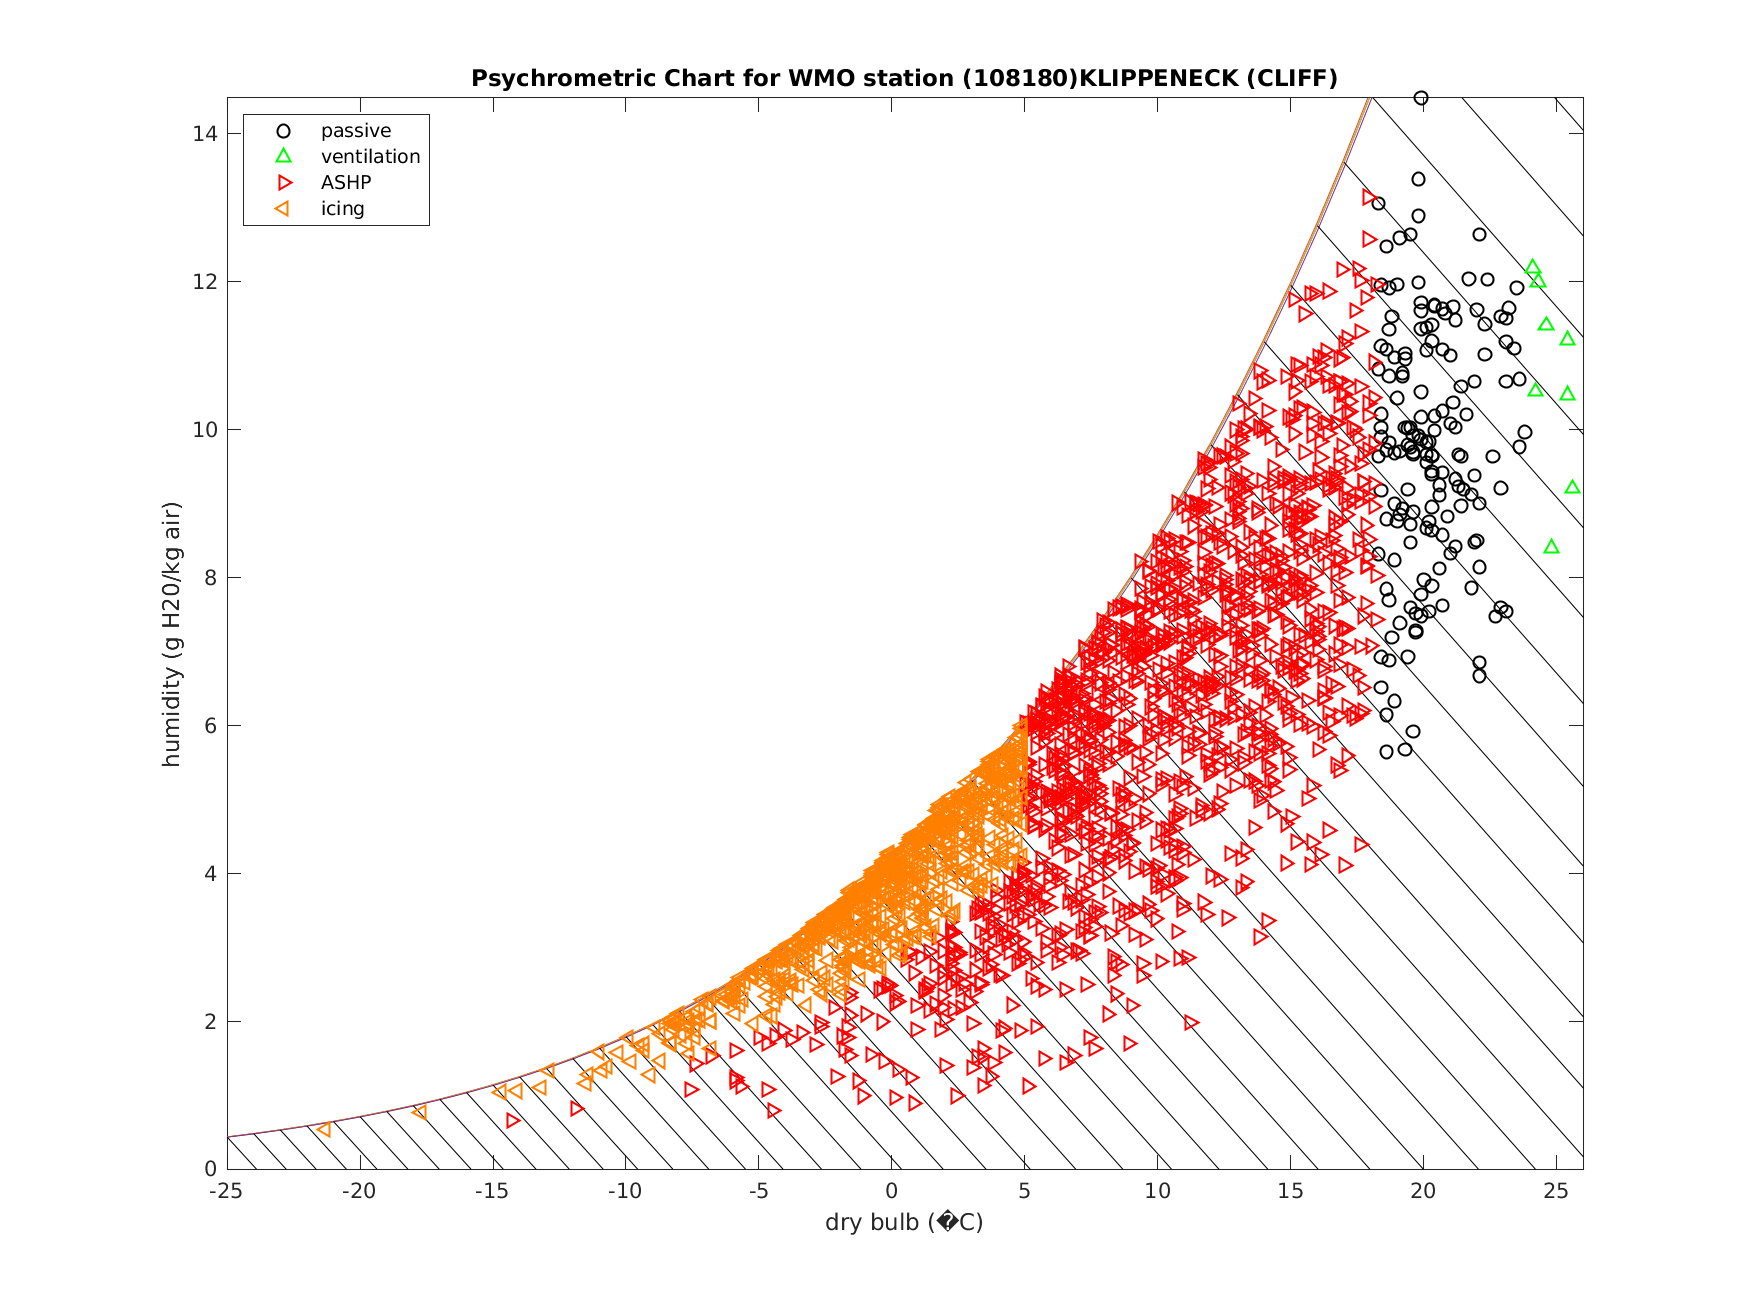 Psychrometric Chart for WMO station (108180)KLIPPENECK (CLIFF)
passive
ventilation
ASHP
icing
humidity (g H20/kg air)
14
12
10
8
6
4
2
0
-25 -20 -15 -10 -5 0 5 10 15 20 25
dry bulb (�C)